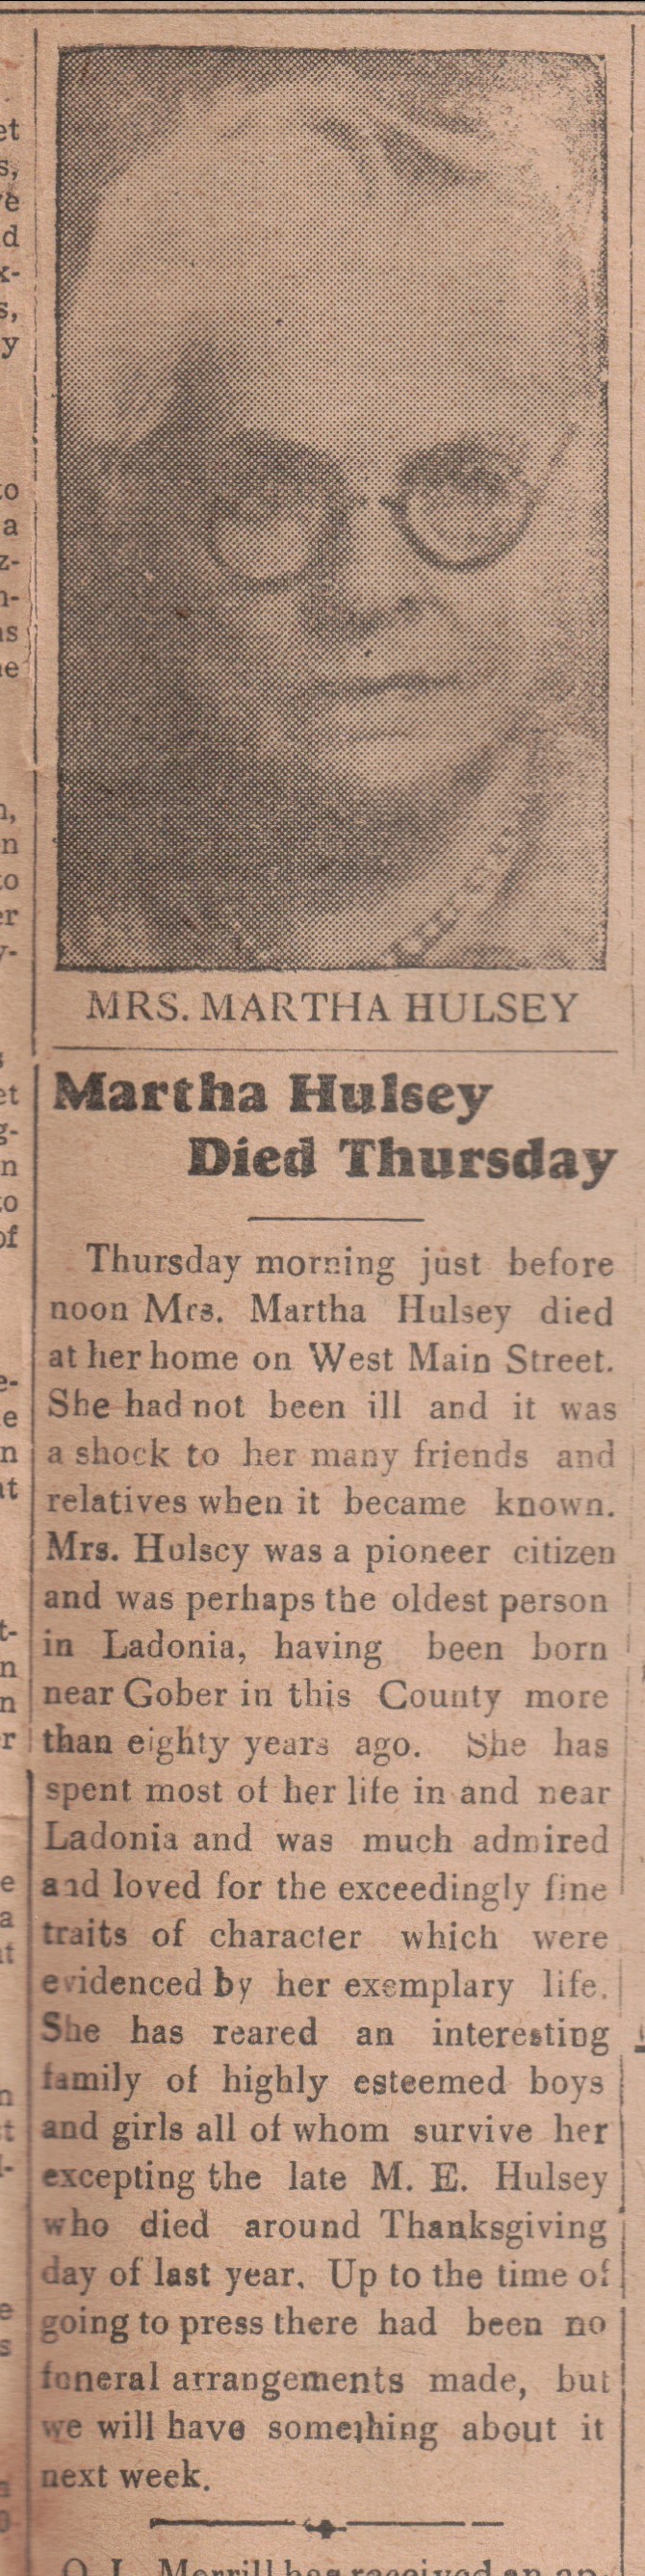 MRS. MARTHA HULSEY
Martha Hulsey
Died Thursday
Thursday morning just before
noon Mrs. Martha Hulsey died
at her home on West Main Street.
She had not been ill and it was
a shock to her many friends and
relatives when it became known.
Mrs. Hulscy was a pioneer citizen
and was perhaps the oldest person
in Ladonia, having been born
near Gober in this County more
than eighty years ago. She has
spent most of her life in and near
Ladonia and was much admired
and loved for the exceedingly fine
traits of character which were
evidenced by her exemplary life.
She has reared an interesting
family of highly esteemed boys
and girls all of whom survive her
excepting the late M. E. Hulsey
who died around Thanksgiving
day of last year. Up to the time of
going to press there had been no
funeral arrangements made, but
we will have something about it
next week.
O. L. Merrill has received an ap-